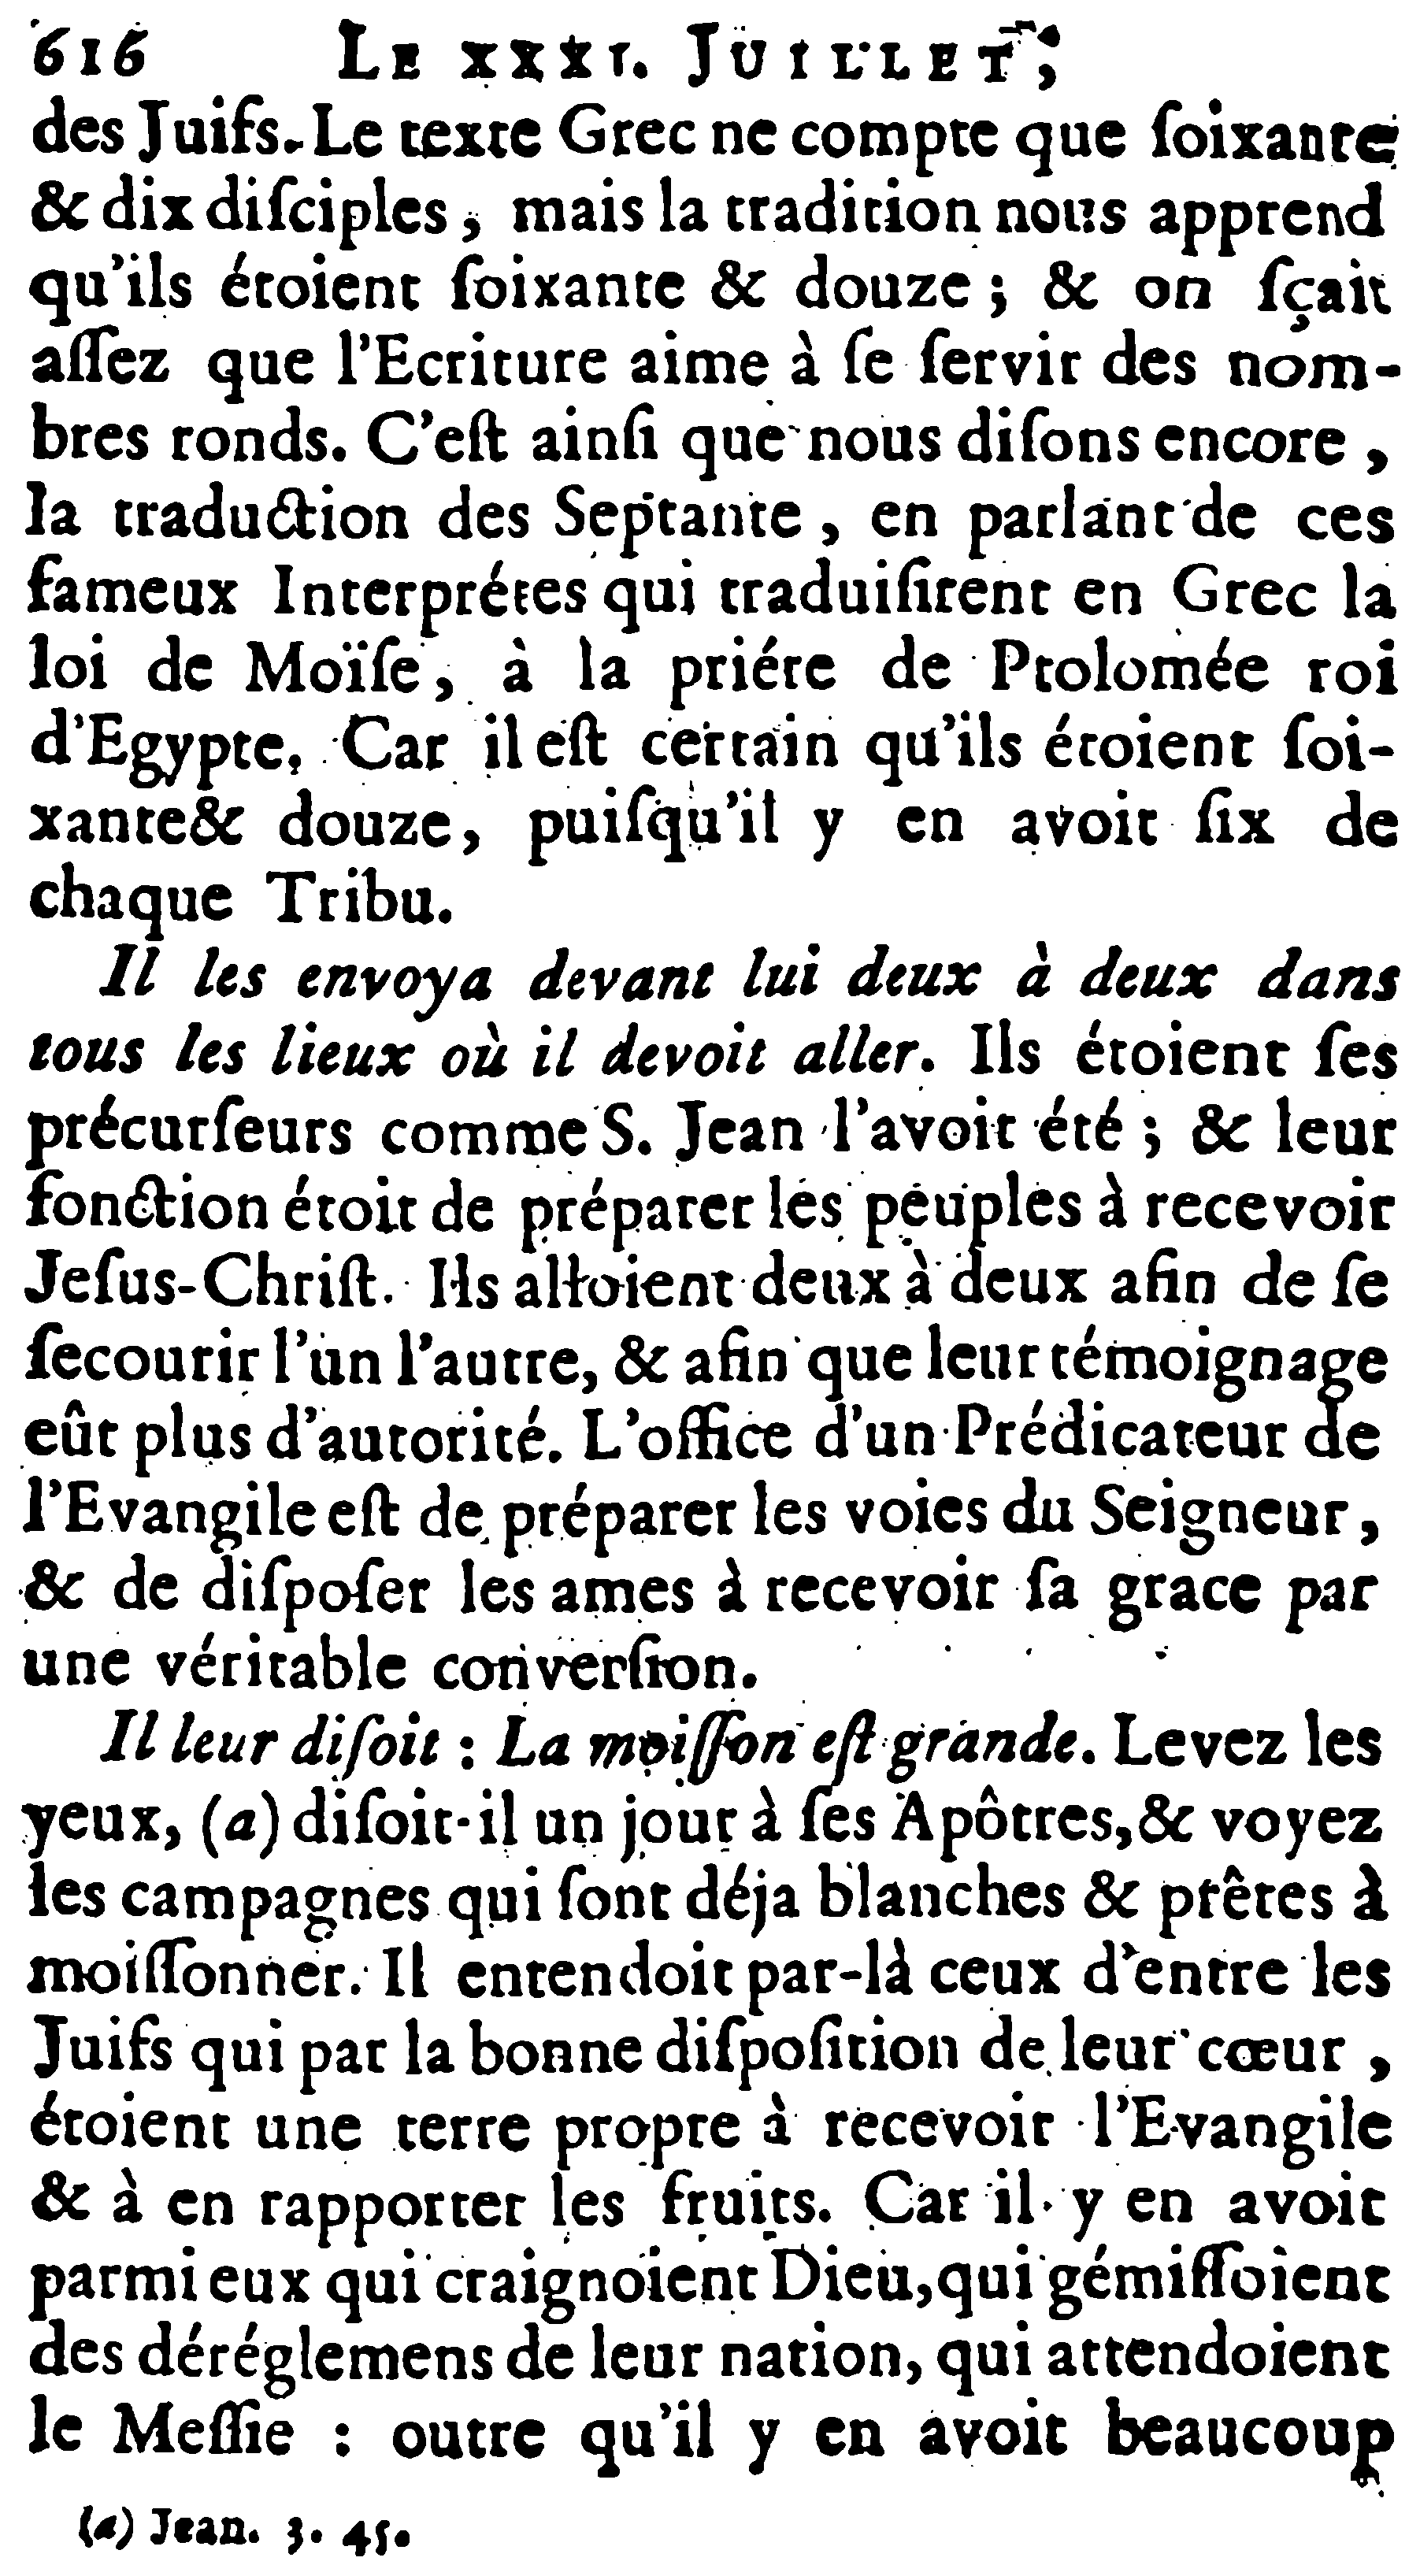 616 LE XXXI. JUILLET,
des Juifs. Le texte Grec ne compte que ſoixante
& dix diſciples, mais la tradition nous apprend
qu'ils étoient ſoixante & douze ; & on ſçait
aſſez que l'Ecriture aime à ſe ſervir des nom-
bres ronds. C'eſt ainſi que nous diſons encore,
la traduction des Septante, en parlant de ces
fameux Interprétes qui traduiſirent en Grec la
loi de Moïſe, à la priére de Ptolomée roi
d'Egypte. Car il eſt certain qu'ils étoient ſoi-
xante& douze, puiſqu'il y en avoit ſix de
chaque Tribu.
Il les envoya devant lui deux à deux dans
tous les lieux où il devoit aller. Ils étoient ſes
précurſeurs comme S. Jean l'avoit été ; & leur
fonction étoit de préparer les peuples à recevoir
Jeſus-Chriſt. Ils alloient deux à deux afin de ſe
ſecourir l'un l'autre, & afin que leur témoignage
eût plus d'autorité. L'office d'un Prédicateur de
l'Evangile eſt de préparer les voies du Seigneur,
& de diſpoſer les ames à recevoir ſa grace par
une véritable converſion.
Il leur diſoit : La moiſſon eſt grande. Levez les
yeux, (a) diſoit-il un jour à ſes Apôtres, & voyez
les campagnes qui ſont déja blanches & prêtes à
moiſſonner. Il entendoit par-là ceux d'entre les
Juifs qui par la bonne diſpoſition de leur cœur,
étoient une terre propre à recevoir l'Evangile
& à en rapporter les fruits. Car il y en avoit
parmi eux qui craignoient Dieu, qui gémiſſoient
des déréglemens de leur nation, qui attendoient
le Meſſie : outre qu'il y en avoit beaucoup
(a) Jean. 3. 45.